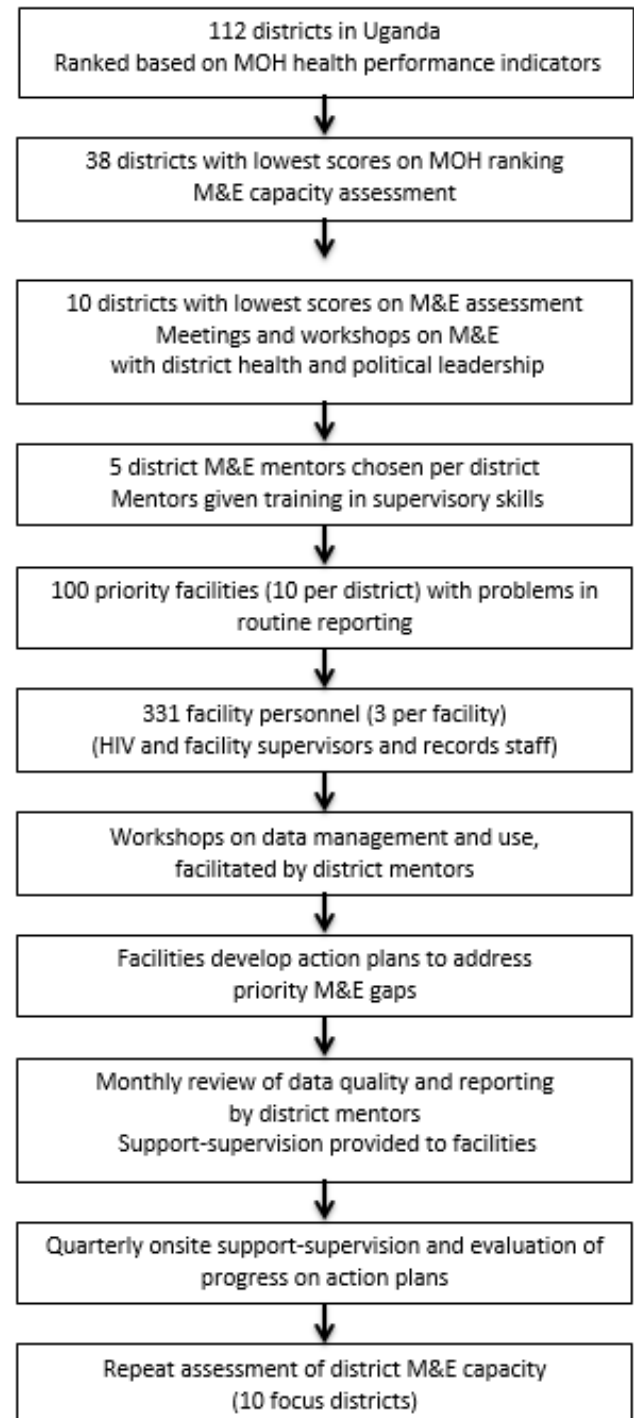 112 districts in Uganda
Ranked based on MOH health performance indicators
38 districts with lowest scores on MOH ranking
M&E capacity assessment
10 districts with lowest scores on M&E assessment
Meetings and workshops on M&E
with district health and political leadership
5 district M&E mentors chosen per district
Mentors given training in supervisory skills
100 priority facilities (10 per district) with problems in
routine reporting
331 facility personnel (3 per facility)
(HIV and facility supervisors and records staff)
Workshops on data management and use,
facilitated by district mentors
Facilities develop action plans to address
priority M&E gaps
Monthly review of data quality and reporting
by district mentors
Support-supervision provided to facilities
Quarterly onsite support-supervision and evaluation of
progress on action plans
Repeat assessment of district M&E capacity
(10 focus districts)